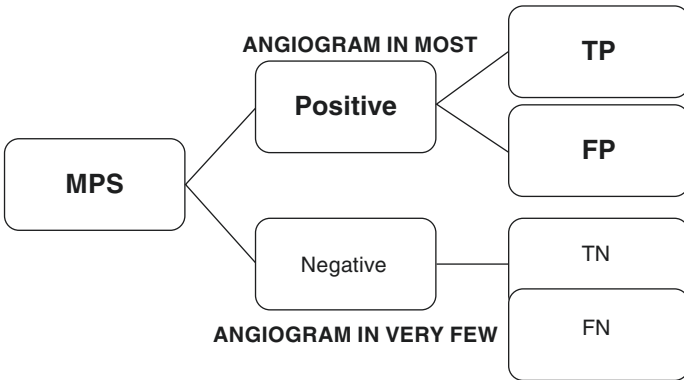 ANGIOGRAM IN MOST
TP
Positive
FP
MPS
TN
Negative
FN
ANGIOGRAM IN VERY FEW